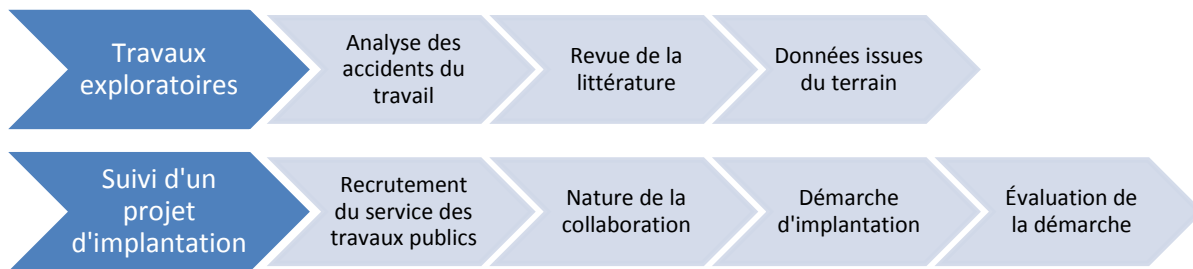 Travaux
exploratoires
Analyse des
accidents du
travail
Revue de la
littérature
Données issues
du terrain
Suivi d'un
projet
d'implantation
Recrutement
du service des
travaux publics
Nature de la
collaboration
Démarche
d'implantation
Évaluation de
la démarche